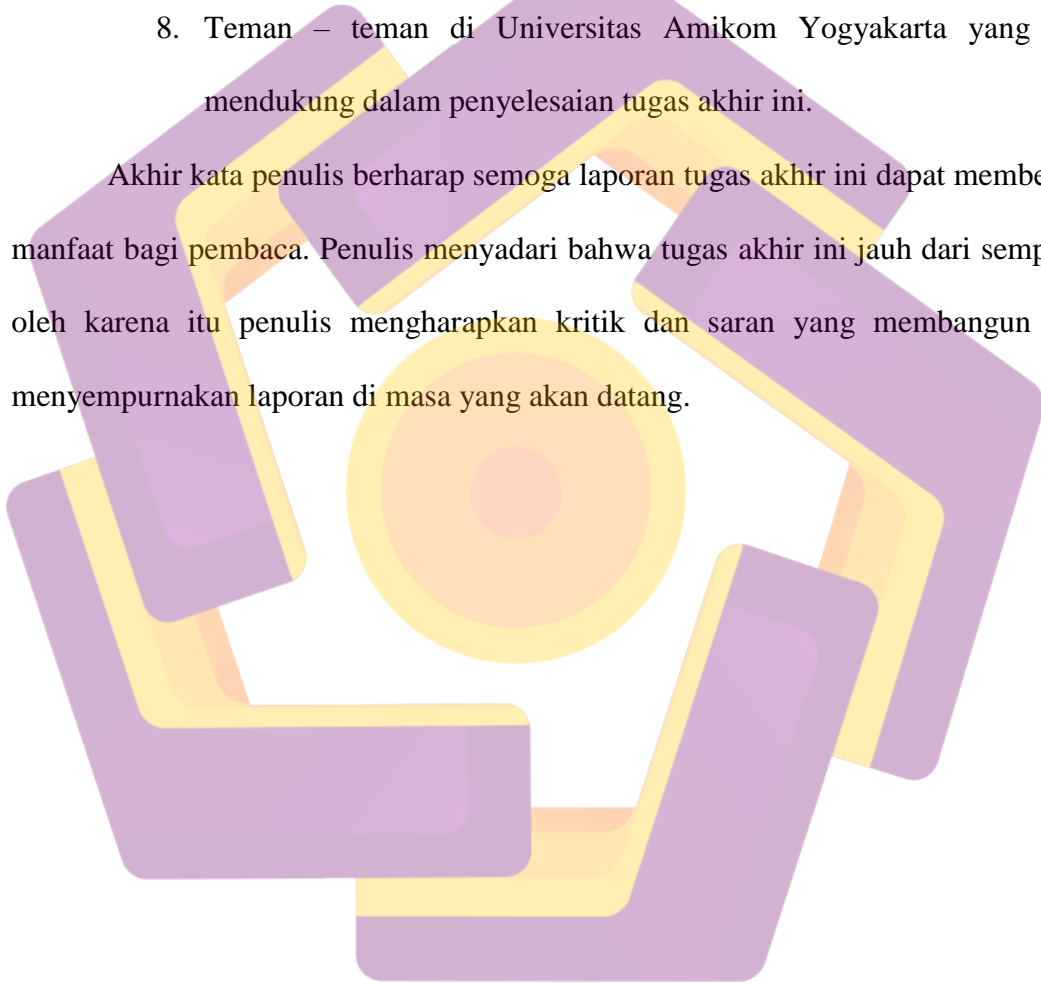 8. Teman – teman di Universitas Amikom Yogyakarta yang
mendukung dalam penyelesaian tugas akhir ini.
Akhir kata penulis berharap semoga laporan tugas akhir ini dapat membe
manfaat bagi pembaca. Penulis menyadari bahwa tugas akhir ini jauh dari semp
oleh karena itu penulis mengharapkan kritik dan saran yang membangun
menyempurnakan laporan di masa yang akan datang.